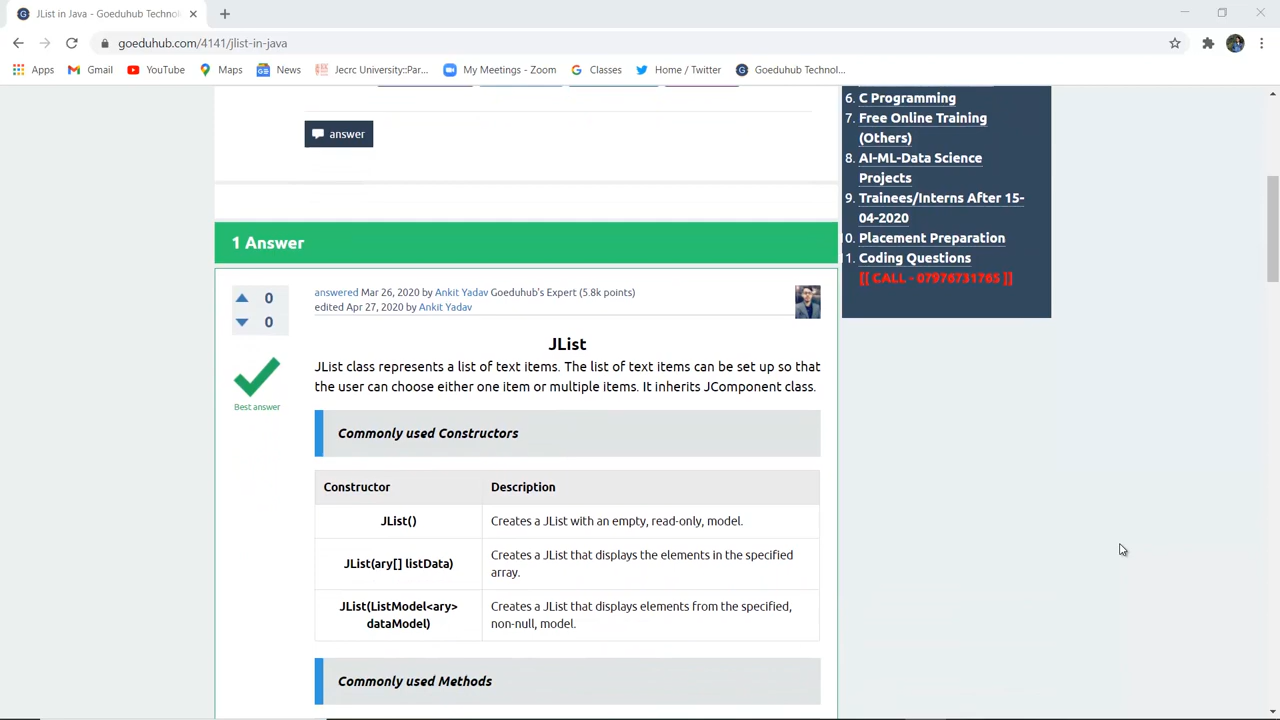 JList in Java - Goeduhub Technol
goeduhub.com/4141/jlist-in-java
Apps
Gmail
YouTube
Maps
News
Jecrc University::Par...
My Meetings - Zoom
Classes
Home / Twitter
Goeduhub Technol...
answer
1 Answer
0
0
Best answer
answered Mar 26, 2020 by Ankit Yadav Goeduhub's Expert (5.8k points)
edited Apr 27, 2020 by Ankit Yadav
JList
JList class represents a list of text items. The list of text items can be set up so that
the user can choose either one item or multiple items. It inherits JComponent class.
Commonly used Constructors
Constructor Description
JList() Creates a JList with an empty, read-only, model.
JList(ary[] listData) Creates a JList that displays the elements in the specified
array.
JList(ListModel<ary> Creates a JList that displays elements from the specified,
dataModel) non-null, model.
Commonly used Methods
6. C Programming
7. Free Online Training
(Others)
8. AI-ML-Data Science
Projects
9. Trainees/Interns After 15-
04-2020
10. Placement Preparation
11. Coding Questions
[[ CALL - 07976731765 ]]